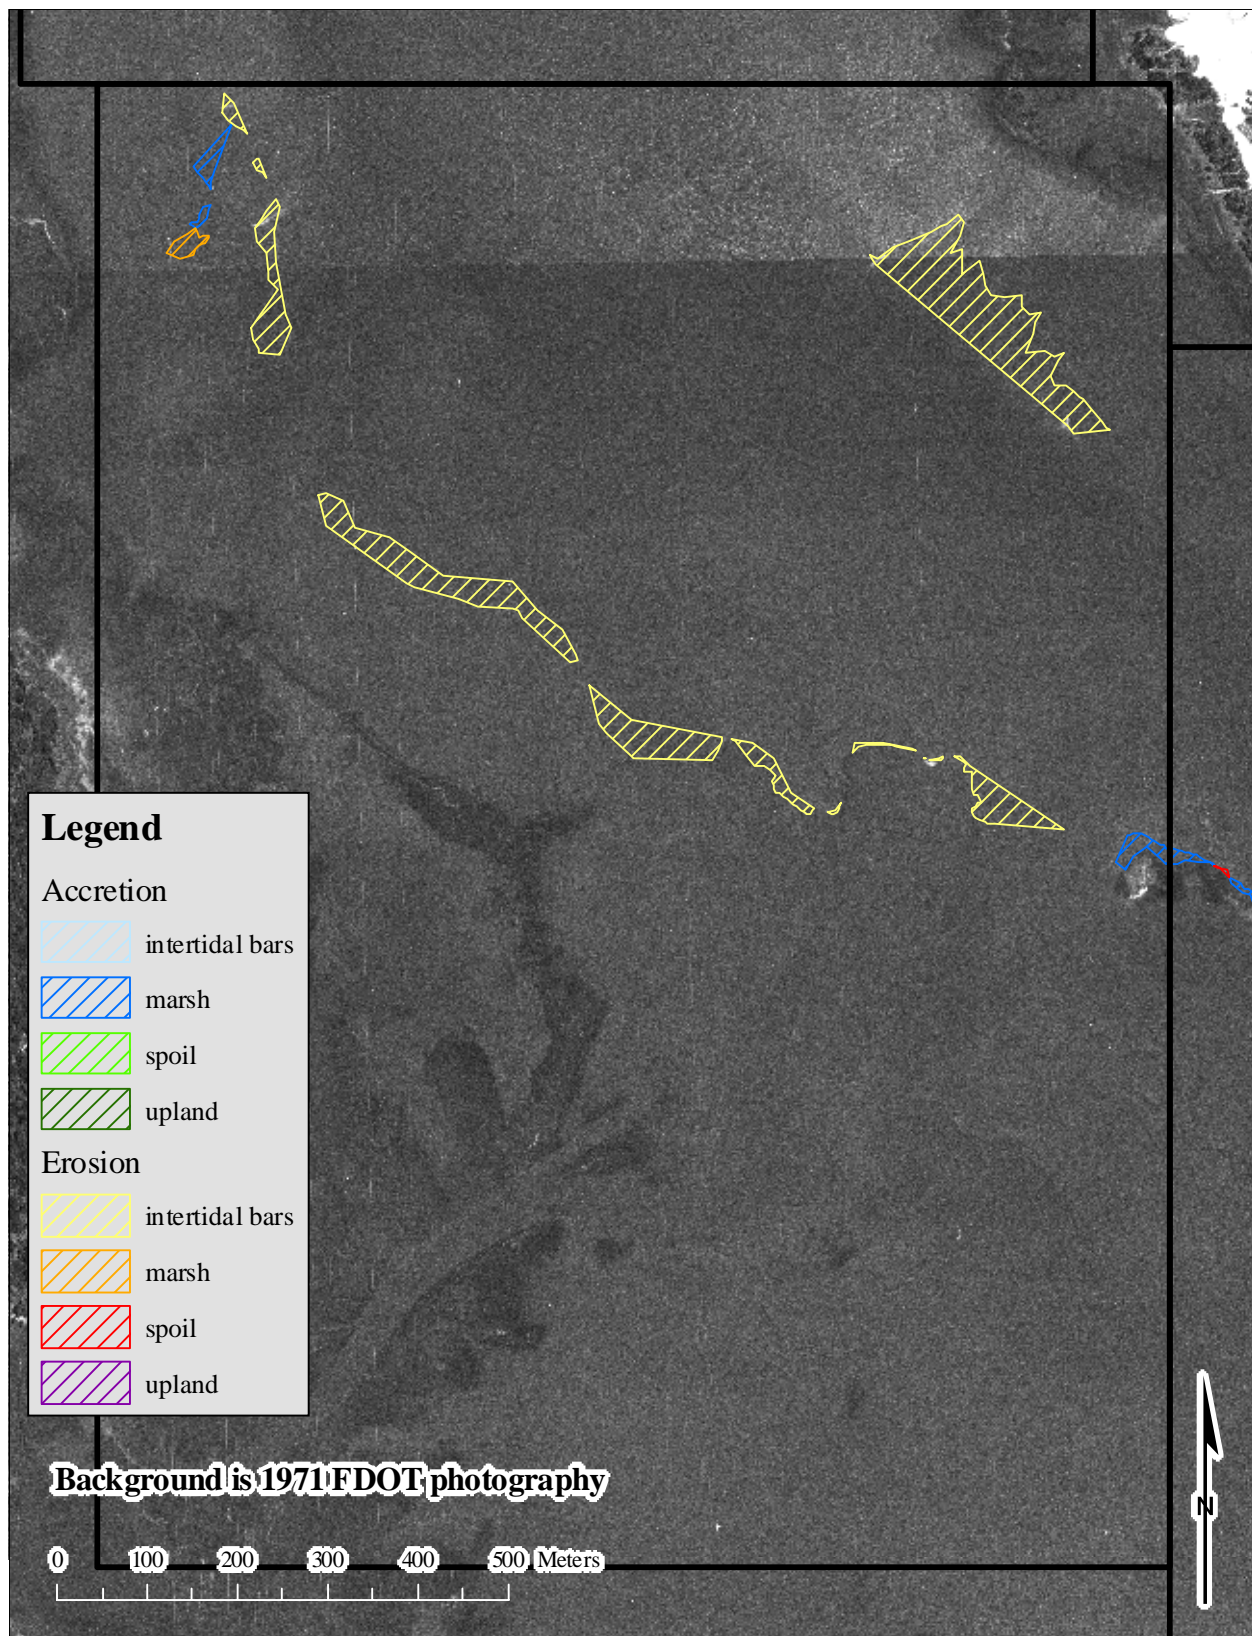 Legend
Accretion
intertidal bars
marsh
spoil
upland
Erosion
intertidal bars
marsh
spoil
upland
Background is 1971 FDOT photography
0 100 200 300 400 500 Meters
N